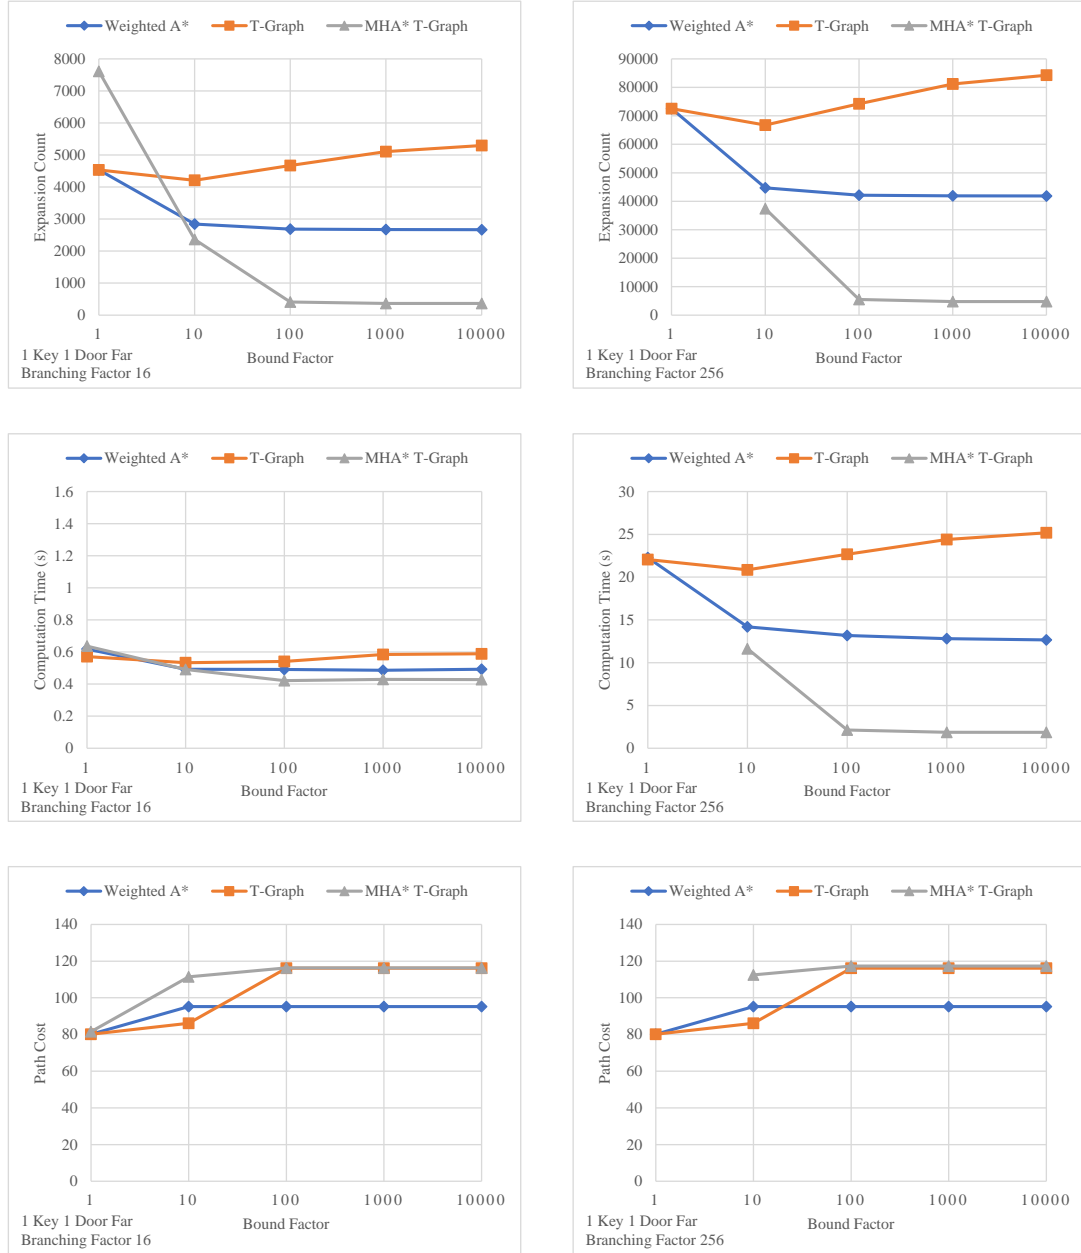 Weighted A* T-Graph MHA* T-Graph
8000
7000
6000
5000
4000
3000
2000
1000
0
Expansion Count
1 10 100 1000 10000
1 Key 1 Door Far
Bound Factor
Branching Factor 16
Weighted A* T-Graph MHA* T-Graph
90000
80000
70000
60000
50000
40000
30000
20000
10000
0
Expansion Count
1 10 100 1000 10000
1 Key 1 Door Far
Bound Factor
Branching Factor 256
Weighted A* T-Graph MHA* T-Graph
1.6
1.4
1.2
1
0.8
0.6
0.4
0.2
0
Computation Time (s)
1 10 100 1000 10000
1 Key 1 Door Far
Bound Factor
Branching Factor 16
Weighted A* T-Graph MHA* T-Graph
30
25
20
15
10
5
0
Computation Time (s)
1 10 100 1000 10000
1 Key 1 Door Far
Bound Factor
Branching Factor 256
Weighted A* T-Graph MHA* T-Graph
140
120
100
80
60
40
20
0
Path Cost
1 10 100 1000 10000
1 Key 1 Door Far
Bound Factor
Branching Factor 16
Weighted A* T-Graph MHA* T-Graph
140
120
100
80
60
40
20
0
Path Cost
1 10 100 1000 10000
1 Key 1 Door Far
Bound Factor
Branching Factor 256